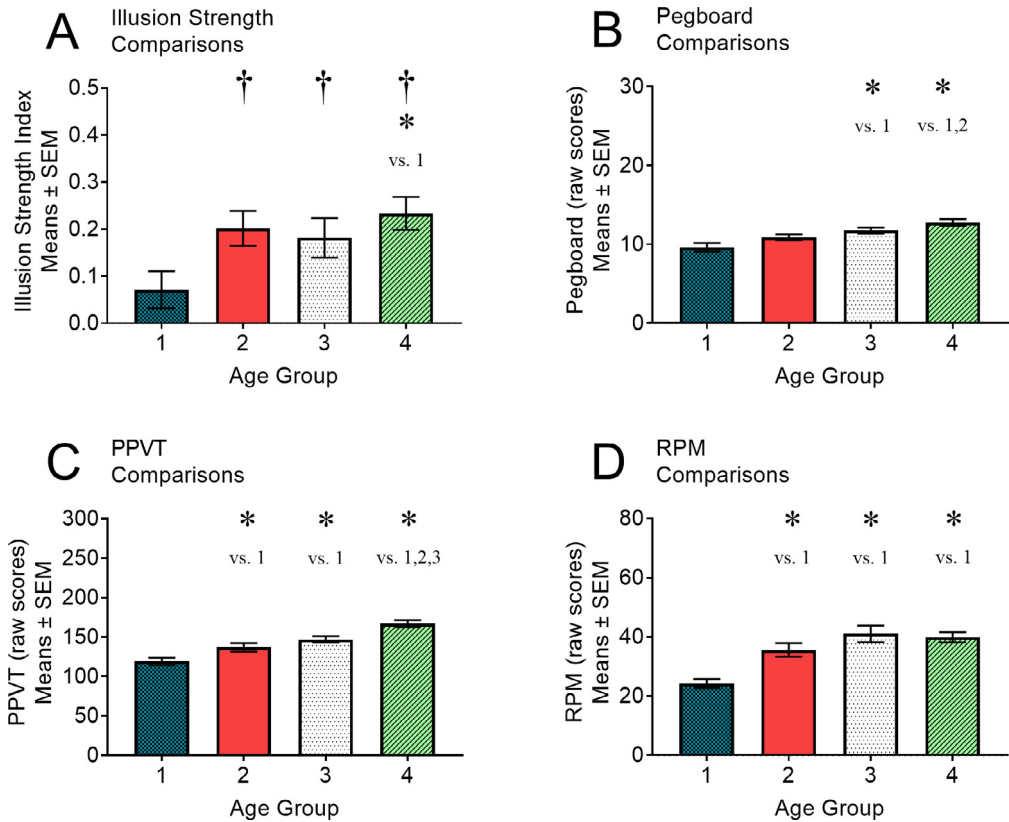 A
Illusion Strength
Comparisons
Illusion Strength Index
Means ± SEM
0.5
0.4
0.3
0.2
0.1
0.0
†
†
†
*
vs. 1
1
2
3
4
Age Group
B
Pegboard
Comparisons
Pegboard (raw scores)
Means ± SEM
30
20
10
0
*
*
vs. 1
vs. 1,2
1
2
3
4
Age Group
C
PPVT
Comparisons
PPVT (raw scores)
Means ± SEM
300
250
200
150
100
50
0
*
*
*
vs. 1
vs. 1
vs. 1,2,3
1
2
3
4
Age Group
D
RPM
Comparisons
RPM (raw scores)
Means ± SEM
80
60
40
20
0
*
*
*
vs. 1
vs. 1
vs. 1
1
2
3
4
Age Group